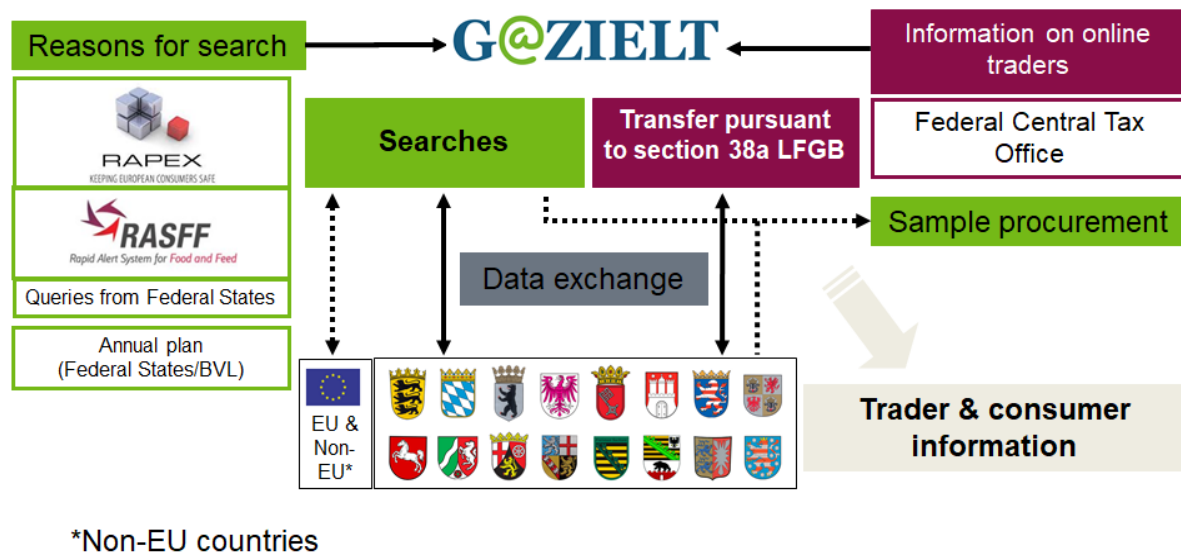 Reasons for search
G@ZIELT
Information on online
traders
RAPEX
KEEPING EUROPEAN CONSUMERS SAFE
Searches
Transfer pursuant
to section 38a LFGB
Federal Central Tax
Office
RASFF
Rapid Alert System for Food and Feed
Sample procurement
Data exchange
Queries from Federal States
Annual plan
(Federal States/BVL)
EU &
Non-
EU*
Trader & consumer
information
*Non-EU countries